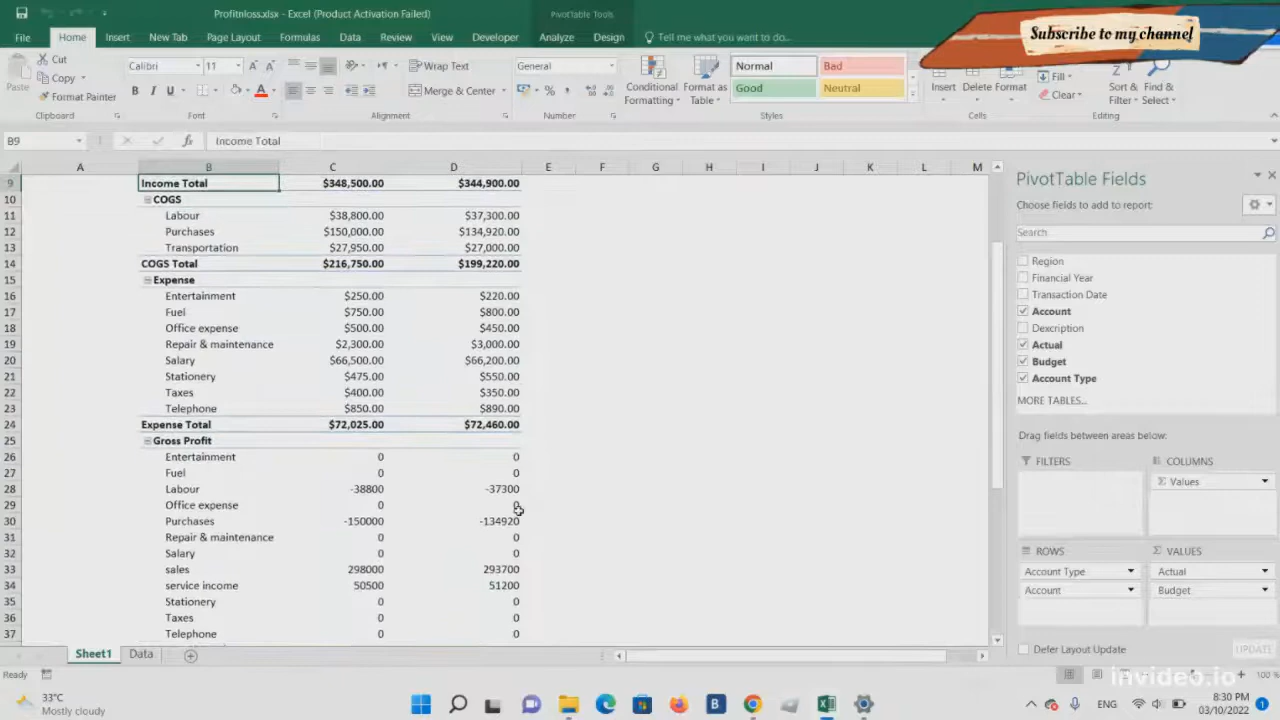 Profitnloss.xlsx - Excel (Product Activation Failed)
PivotTable Tools
Subscribe to my channel
File Home Insert New Tab Page Layout Formulas Data Review View Developer Analyze Design Tell me what you want to do...
Cut
Copy
Format Painter
Paste
Clipboard
Calibri 11
B I U
Font
Wrap Text
Merge & Center
Alignment
General
Number
Conditional Formatting
Format as Table
Normal Bad
Good Neutral
Styles
Insert Delete Format
Cells
Fill
Clear
Sort & Filter
Find & Select
Editing
B9 Income Total
A B C D E F G H I J K L M
9 Income Total $348,500.00 $344,900.00
10 COGS
11 Labour $38,800.00 $37,300.00
12 Purchases $150,000.00 $134,920.00
13 Transportation $27,950.00 $27,000.00
14 COGS Total $216,750.00 $199,220.00
15 Expense
16 Entertainment $250.00 $220.00
17 Fuel $750.00 $800.00
18 Office expense $500.00 $450.00
19 Repair & maintenance $2,300.00 $3,000.00
20 Salary $66,500.00 $66,200.00
21 Stationery $475.00 $550.00
22 Taxes $400.00 $350.00
23 Telephone $850.00 $890.00
24 Expense Total $72,025.00 $72,460.00
25 Gross Profit
26 Entertainment 0 0
27 Fuel 0 0
28 Labour -38800 -37300
29 Office expense 0 0
30 Purchases -150000 -134920
31 Repair & maintenance 0 0
32 Salary 0 0
33 sales 298000 293700
34 service income 50500 51200
35 Stationery 0 0
36 Taxes 0 0
37 Telephone 0 0
PivotTable Fields
Choose fields to add to report:
Search
Region
Financial Year
Transaction Date
Account
Dexcription
Actual
Budget
Account Type
MORE TABLES...
Drag fields between areas below:
FILTERS COLUMNS
Values
ROWS VALUES
Account Type Actual
Account Budget
Defer Layout Update UPDATE
Sheet1 Data
Ready 100 %
invideo.io
33°C
Mostly cloudy
ENG
8:30 PM
03/10/2022